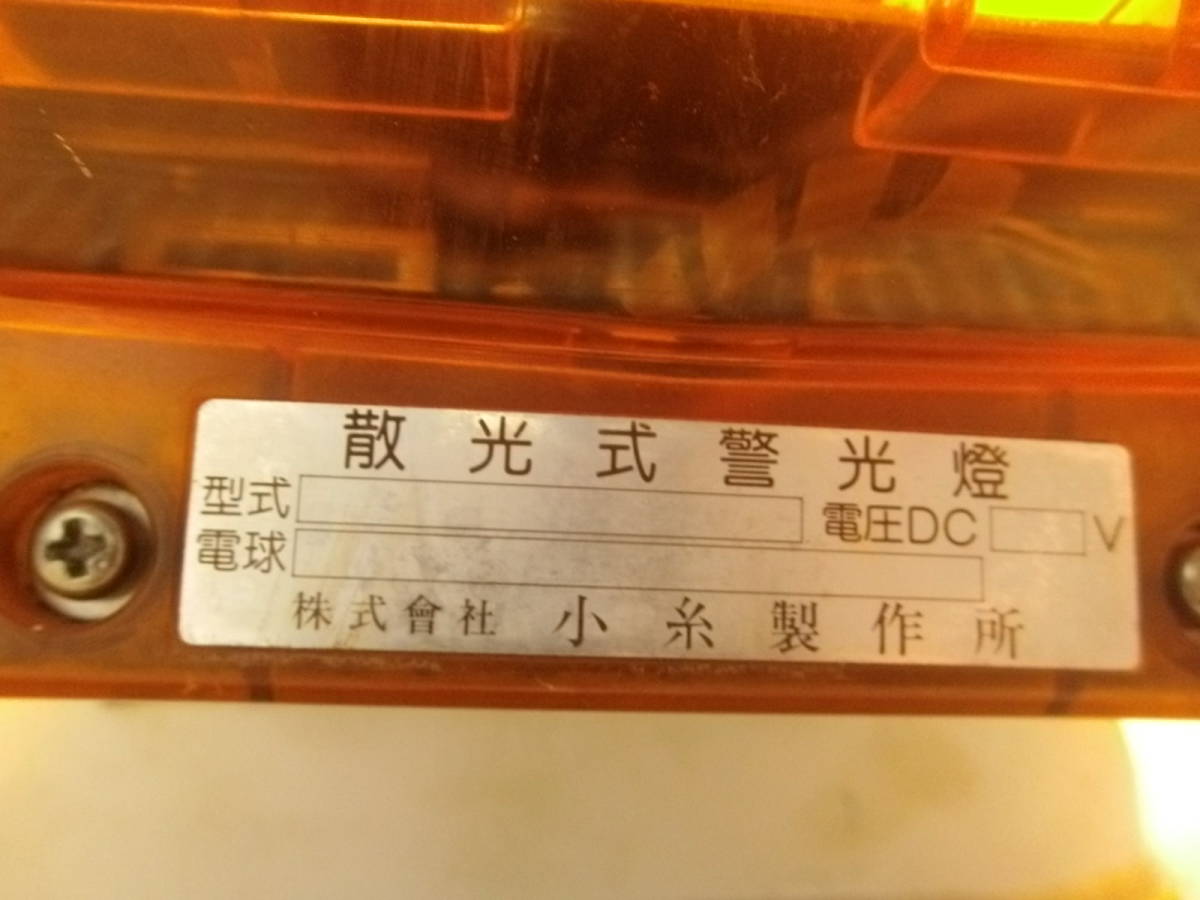 散光式警光燈
型式 電圧DC V
電球
株式會社 小糸製作所